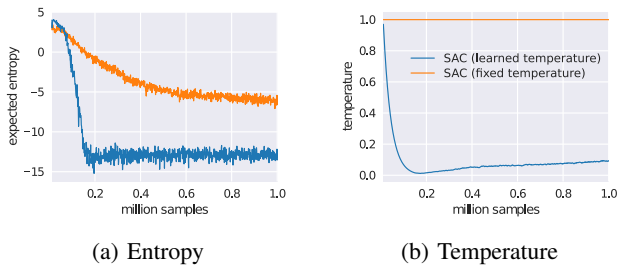 5
0
−5
−10
−15
expected entropy
0.2 0.4 0.6 0.8 1.0
million samples
(a) Entropy
1.0
0.8
0.6
0.4
0.2
0.0
temperature
SAC (learned temperature)
SAC (fixed temperature)
0.2 0.4 0.6 0.8 1.0
million samples
(b) Temperature